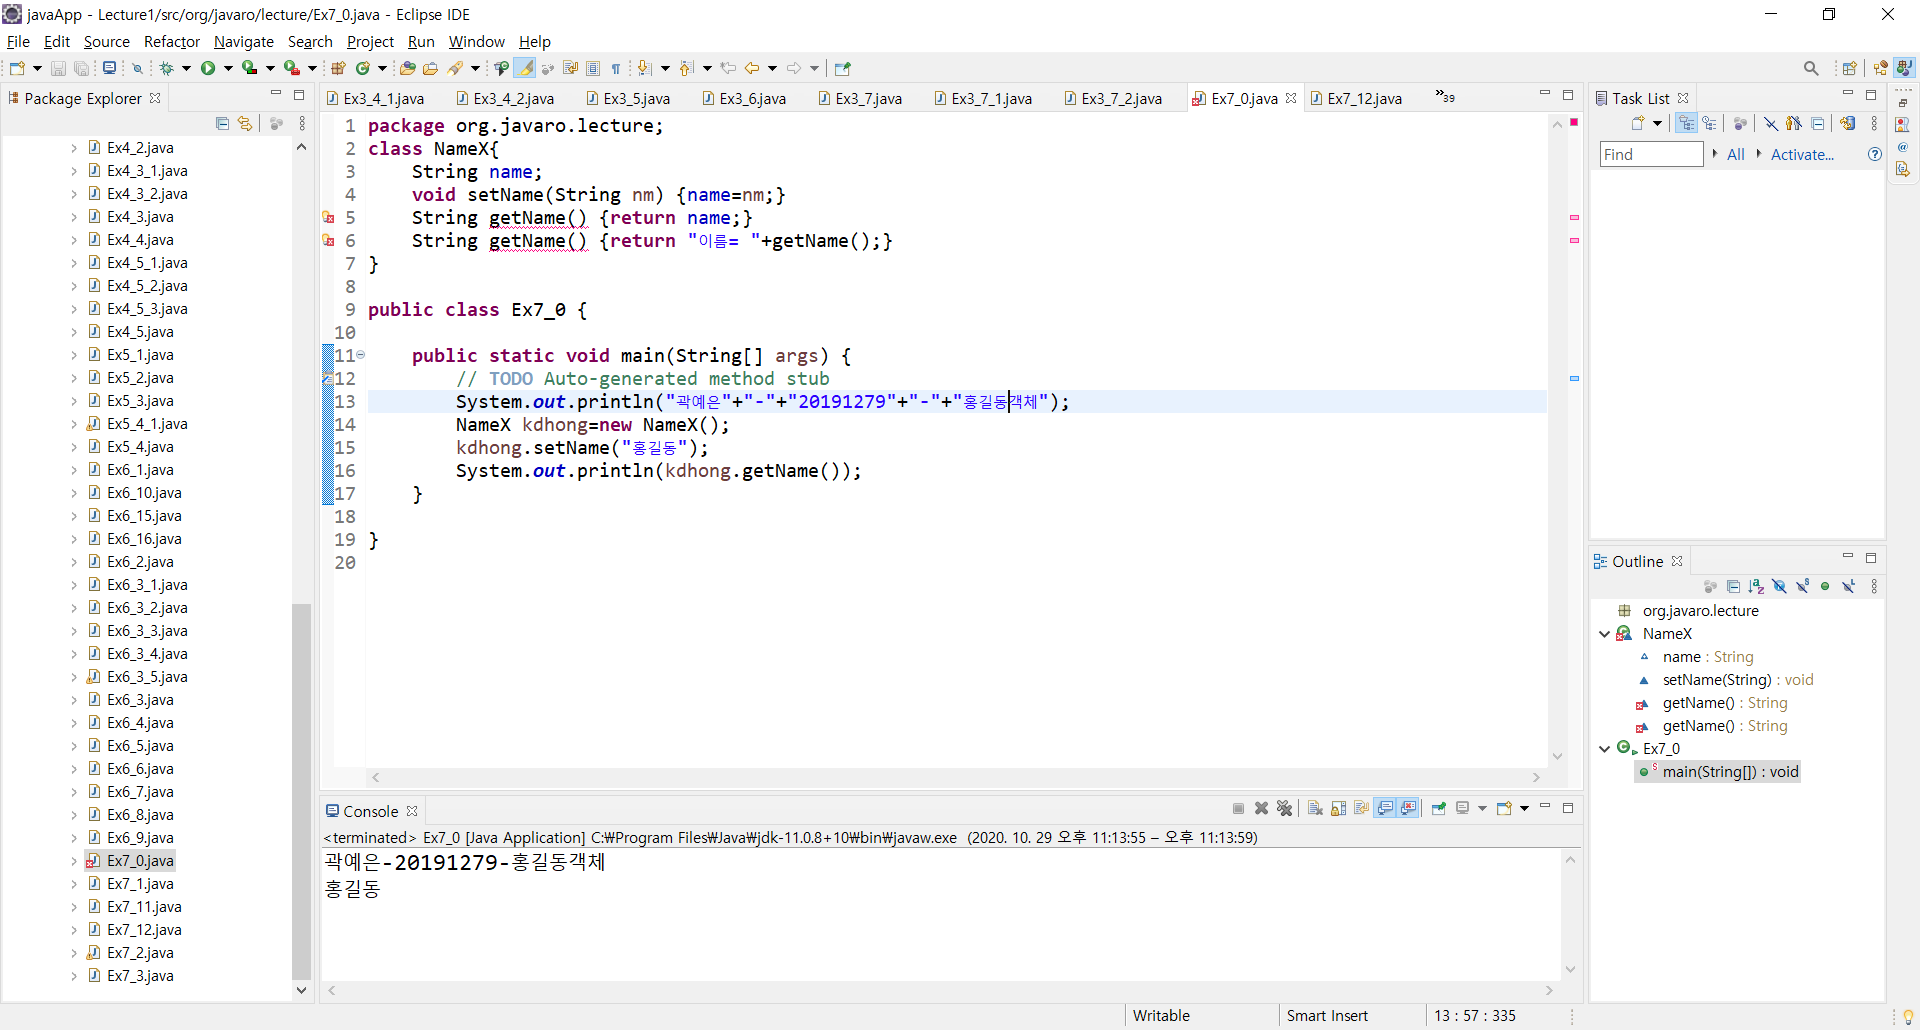 javaApp - Lecture1/src/org/javaro/lecture/Ex7_0.java - Eclipse IDE
File Edit Source Refactor Navigate Search Project Run Window Help
Package Explorer
Ex4_2.java
Ex4_3_1.java
Ex4_3_2.java
Ex4_3.java
Ex4_4.java
Ex4_5_1.java
Ex4_5_2.java
Ex4_5_3.java
Ex4_5.java
Ex5_1.java
Ex5_2.java
Ex5_3.java
Ex5_4_1.java
Ex5_4.java
Ex6_1.java
Ex6_10.java
Ex6_15.java
Ex6_16.java
Ex6_2.java
Ex6_3_1.java
Ex6_3_2.java
Ex6_3_3.java
Ex6_3_4.java
Ex6_3_5.java
Ex6_3.java
Ex6_4.java
Ex6_5.java
Ex6_6.java
Ex6_7.java
Ex6_8.java
Ex6_9.java
Ex7_0.java
Ex7_1.java
Ex7_11.java
Ex7_12.java
Ex7_2.java
Ex7_3.java
Ex3_4_1.java Ex3_4_2.java Ex3_5.java Ex3_6.java Ex3_7.java Ex3_7_1.java Ex3_7_2.java Ex7_0.java Ex7_12.java »39
1 package org.javaro.lecture;
2 class NameX{
3 String name;
4 void setName(String nm) {name=nm;}
5 String getName() {return name;}
6 String getName() {return "이름= "+getName();}
7 }
8
9 public class Ex7_0 {
10
11 public static void main(String[] args) {
12 // TODO Auto-generated method stub
13 System.out.println("곽예은"+"-"+"20191279"+"-"+"홍길동객체");
14 NameX kdhong=new NameX();
15 kdhong.setName("홍길동");
16 System.out.println(kdhong.getName());
17 }
18
19 }
20
Console
<terminated> Ex7_0 [Java Application] C:₩Program Files₩Java₩jdk-11.0.8+10₩bin₩javaw.exe (2020. 10. 29 오후 11:13:55 – 오후 11:13:59)
곽예은-20191279-홍길동객체
홍길동
Task List
Find All Activate...
Outline
org.javaro.lecture
NameX
name : String
setName(String) : void
getName() : String
getName() : String
Ex7_0
main(String[]) : void
Writable Smart Insert 13 : 57 : 335